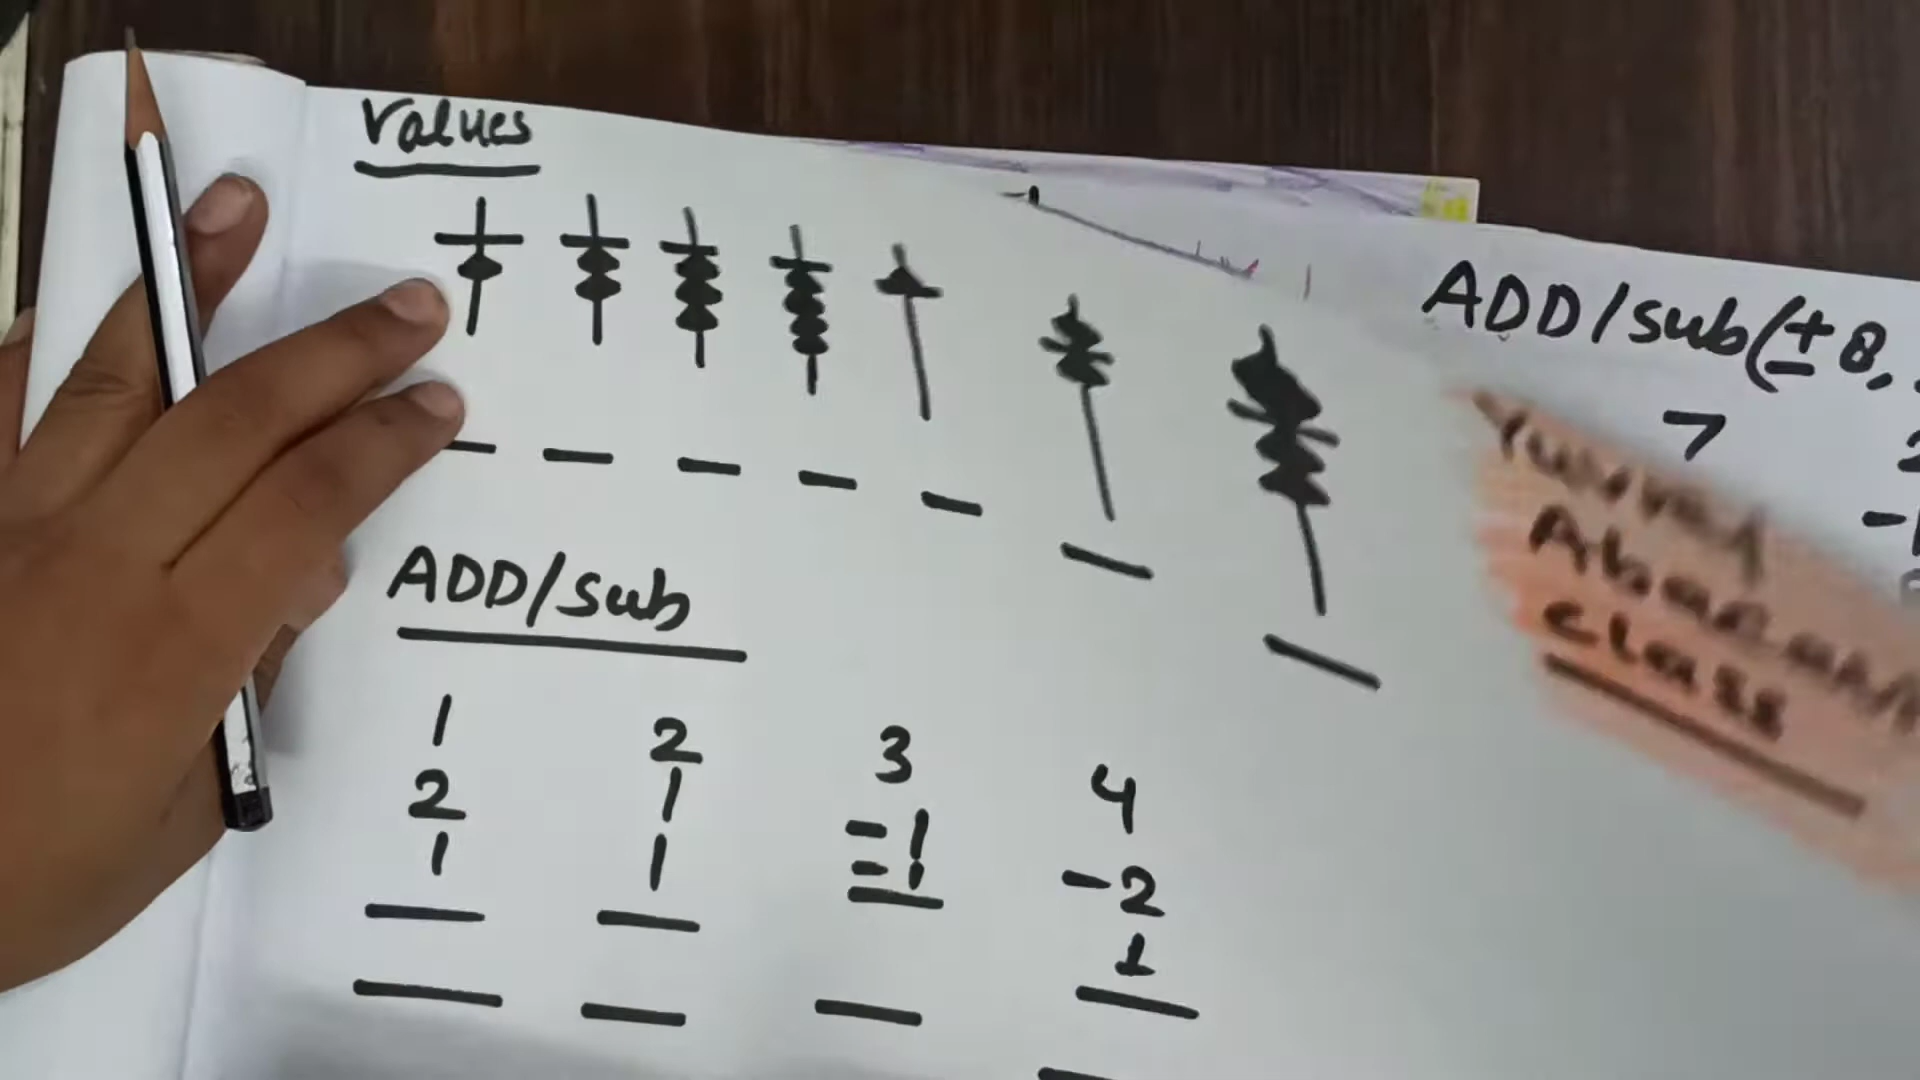 Values
ADD/sub(±8,
7
ADD/sub
1 2 3 4
2 1 -1 -2
1 1 -1 1
Abacus
class